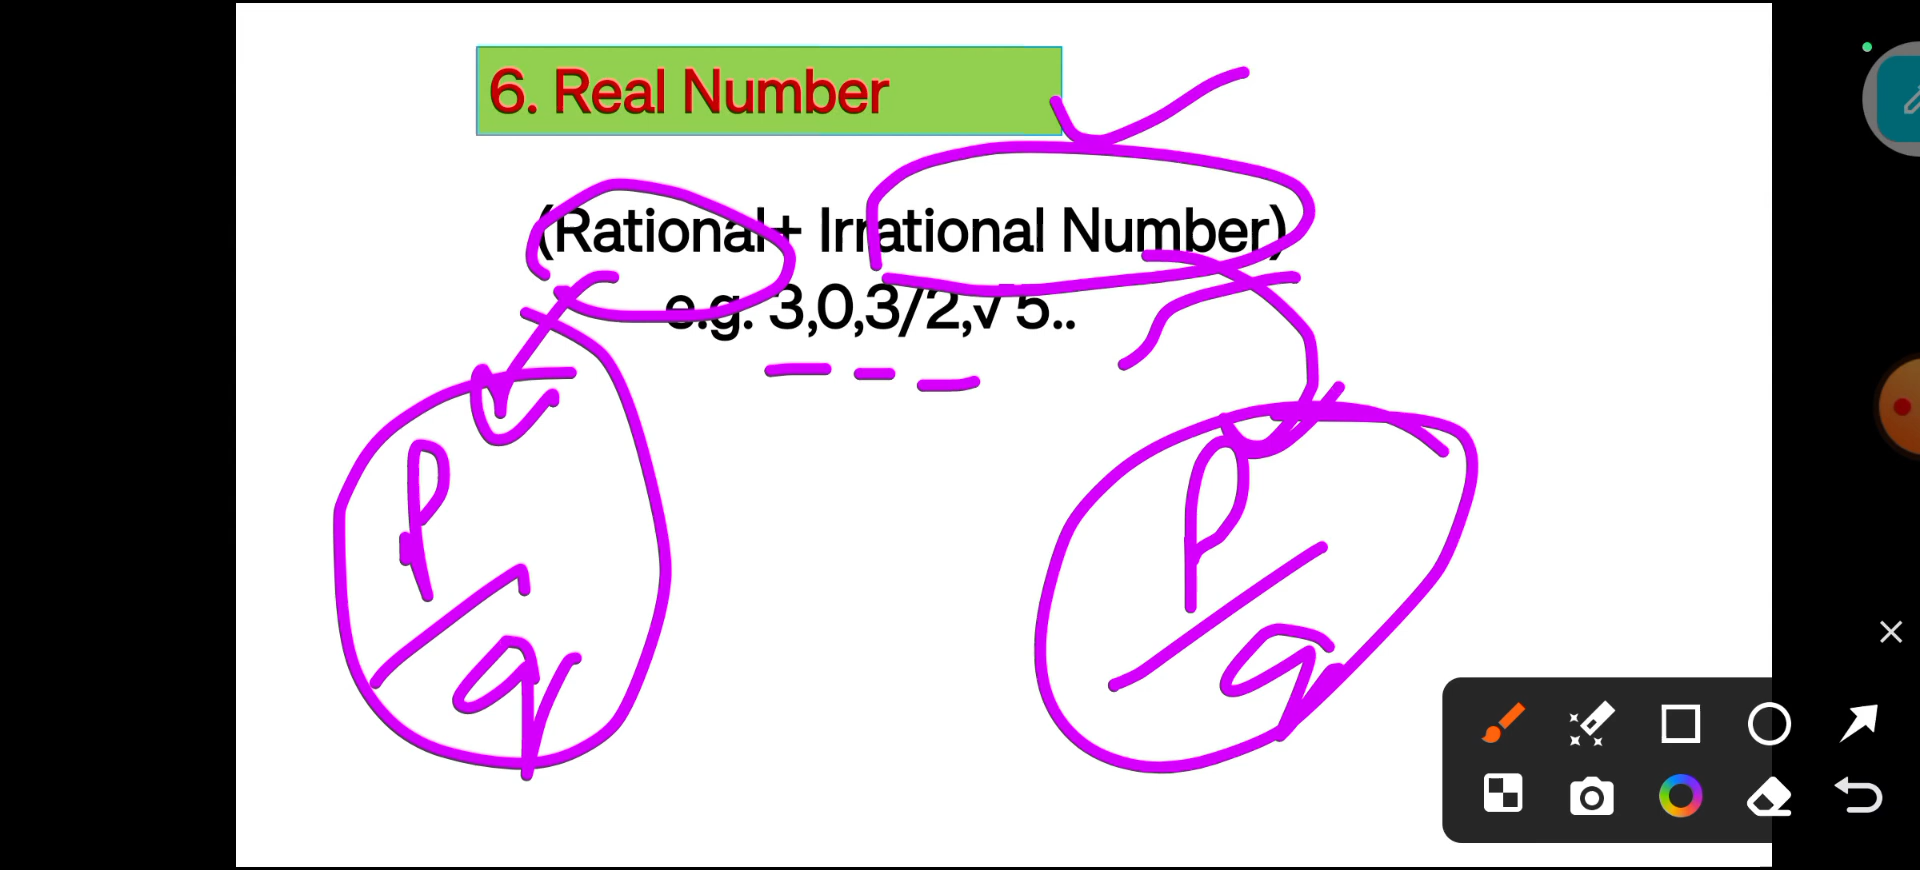 6. Real Number
(Rational+ Irrational Number)
e.g. 3,0,3/2,√5..
p/q
p/q